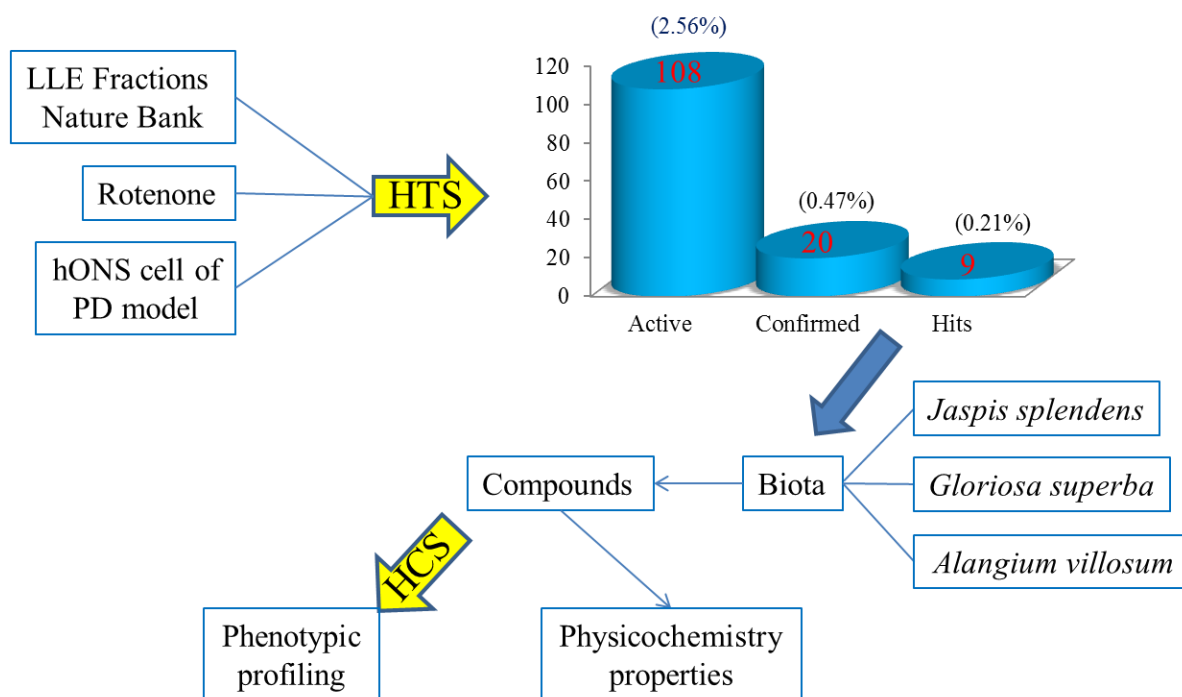 LLE Fractions
Nature Bank
Rotenone
hONS cell of
PD model
HTS
(2.56%)
(0.47%)
(0.21%)
120
100
80
60
40
20
0
108
20
9
Active
Confirmed
Hits
Jaspis splendens
Gloriosa superba
Alangium villosum
Biota
Compounds
HCS
Phenotypic
profiling
Physicochemistry
properties